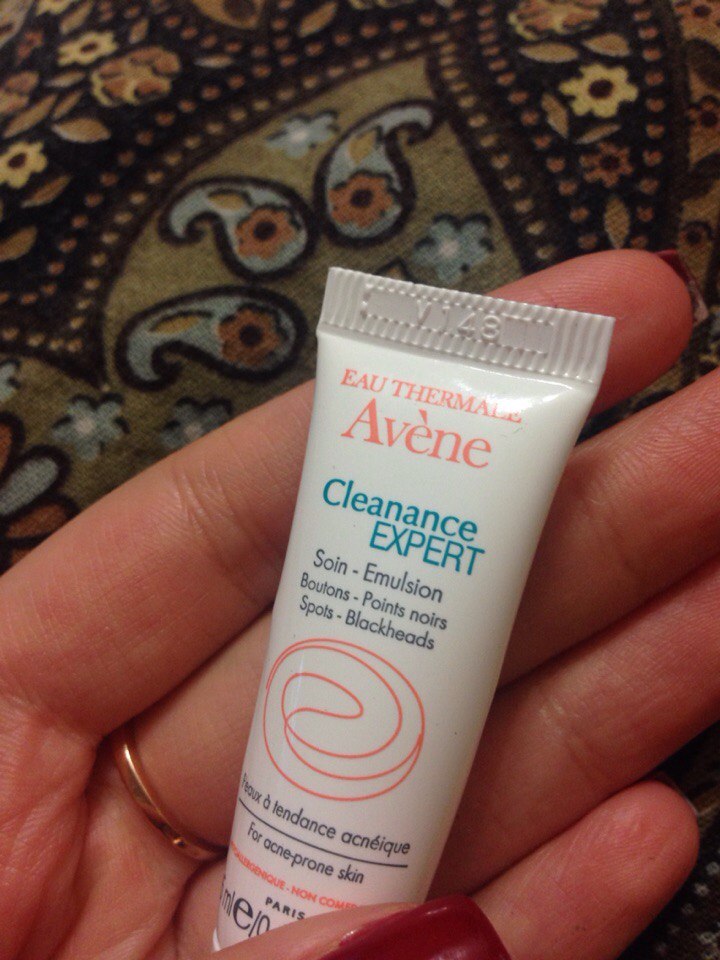 V148
EAU THERMALE
Avène
Cleanance
EXPERT
Soin - Emulsion
Boutons - Points noirs
Spots - Blackheads
Peaux à tendance acnéique
For acne-prone skin
NON
PARIS